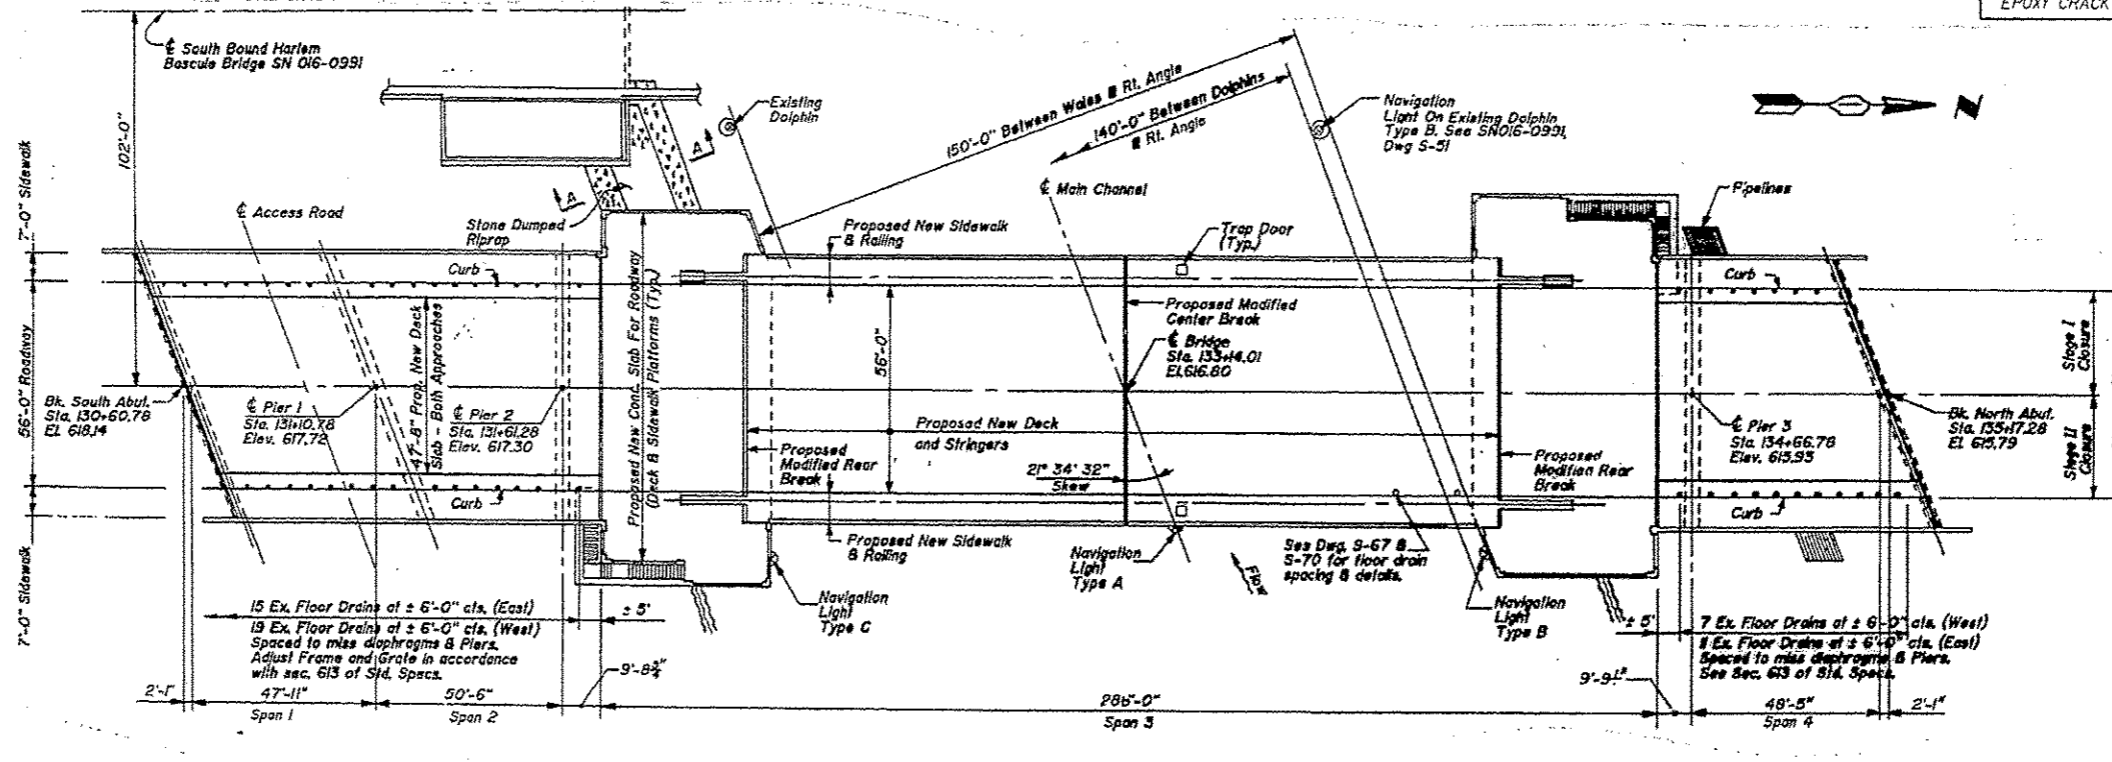 EPOXY CRACK
℄ South Bound Harlem
Bascule Bridge SN 016-0991
102'-0"
7'-0" Sidewalk
56'-0" Roadway
7'-0" Sidewalk
℄ Access Road
Stone Dumped
Riprap
A
A
Existing
Dolphin
150'-0" Between Wales @ Rt. Angle
140'-0" Between Dolphins
@ Rt. Angle
℄ Main Channel
Navigation
Light On Existing Dolphin
Type B. See SN016-0991,
Dwg S-51
N
Pipelines
Proposed New Sidewalk
& Railing
Trap Door
(Typ.)
Curb
Curb
47'-8" Prop. New Deck
Slab - Both Approaches
Proposed New Conc. Slab For Roadway
(Deck & Sidewalk Platforms (Typ.)
56'-0"
Proposed Modified
Center Break
℄ Bridge
Sta. 133+14.01
El.616.80
Stage I
Closure
Stage II
Closure
Bk. South Abut.
Sta. 130+60.78
El. 618.14
℄ Pier 1
Sta. 131+10.78
Elev. 617.72
℄ Pier 2
Sta. 131+61.28
Elev. 617.30
Proposed New Deck
and Stringers
Proposed
Modified Rear
Break
21° 34' 32"
Skew
Proposed
Modified Rear
Break
℄ Pier 3
Sta. 134+66.78
Elev. 615.93
Bk. North Abut.
Sta. 135+17.28
El. 615.79
Curb
Curb
Proposed New Sidewalk
& Railing
Navigation
Light
Type A
Flow
See Dwg. S-67 &
S-70 for floor drain
spacing & details.
Navigation
Light
Type C
Navigation
Light
Type B
15 Ex. Floor Drains at ± 6'-0" cts. (East)
19 Ex. Floor Drains at ± 6'-0" cts. (West)
Spaced to miss diaphragms & Piers.
Adjust Frame and Grate in accordance
with sec. 613 of Std. Specs.
± 5'
± 5'
7 Ex. Floor Drains at ± 6'-0" cts. (West)
Ex. Floor Drains at ± 6'-0" cts. (East)
Spaced to miss diaphragms & Piers.
See Sec. 613 of Std. Specs.
2'-1"
47'-11"
Span 1
50'-6"
Span 2
9'-8¾"
286'-0"
Span 3
9'-9½"
48'-5"
Span 4
2'-1"